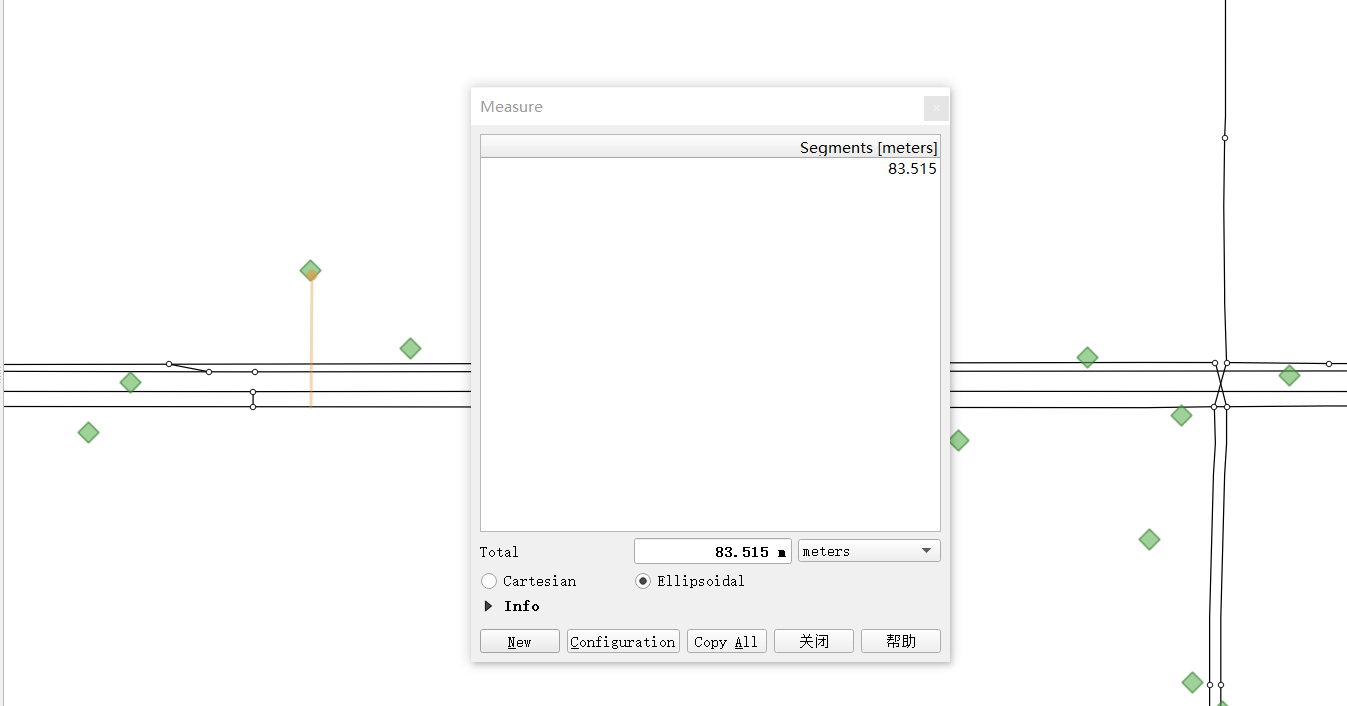 Measure
Segments [meters]
83.515
Total 83.515 m meters
Cartesian Ellipsoidal
Info
New Configuration Copy All 关闭 帮助